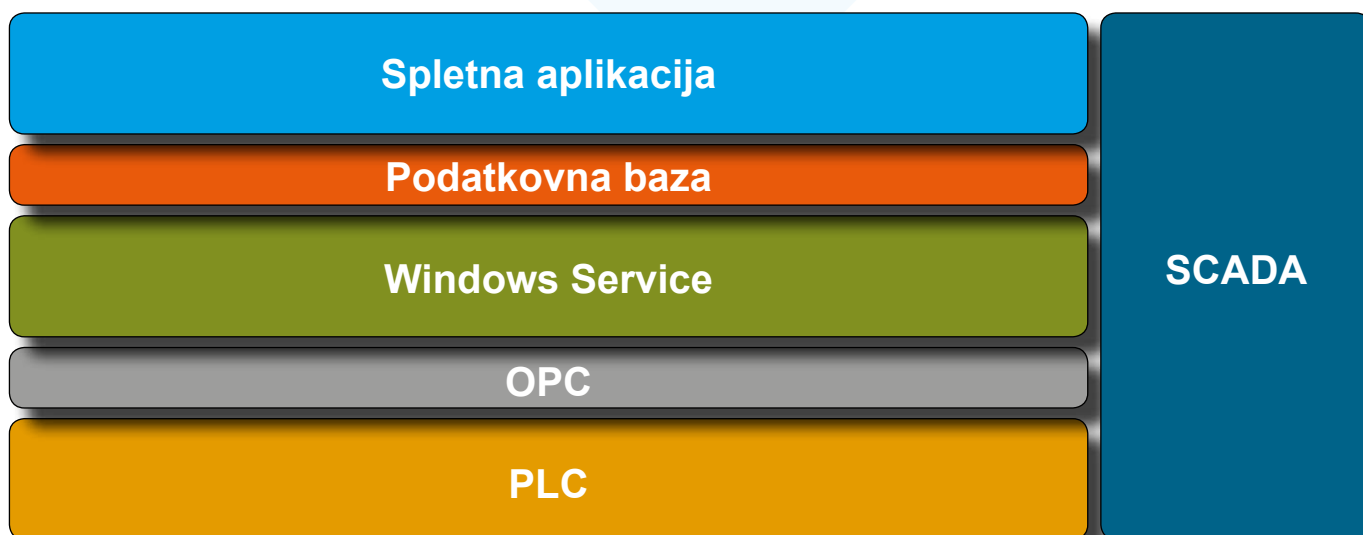 Spletna aplikacija
Podatkovna baza
Windows Service
SCADA
OPC
PLC